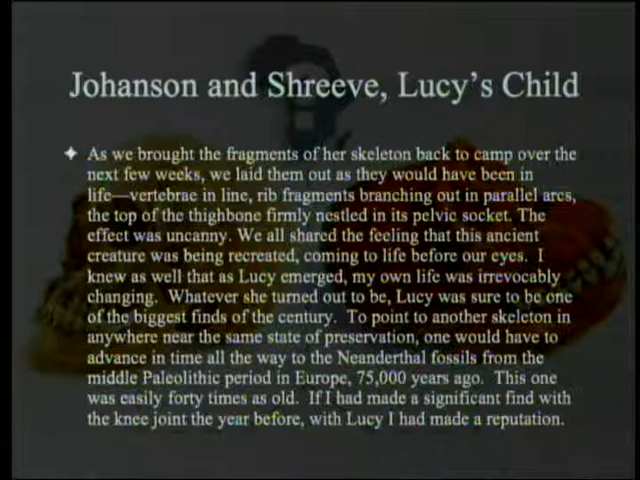 Johanson and Shreeve, Lucy's Child
As we brought the fragments of her skeleton back to camp over the
next few weeks, we laid them out as they would have been in
life—vertebrae in line, rib fragments branching out in parallel arcs,
the top of the thighbone firmly nestled in its pelvic socket. The
effect was uncanny. We all shared the feeling that this ancient
creature was being recreated, coming to life before our eyes. I
knew as well that as Lucy emerged, my own life was irrevocably
changing. Whatever she turned out to be, Lucy was sure to be one
of the biggest finds of the century. To point to another skeleton in
anywhere near the same state of preservation, one would have to
advance in time all the way to the Neanderthal fossils from the
middle Paleolithic period in Europe, 75,000 years ago. This one
was easily forty times as old. If I had made a significant find with
the knee joint the year before, with Lucy I had made a reputation.